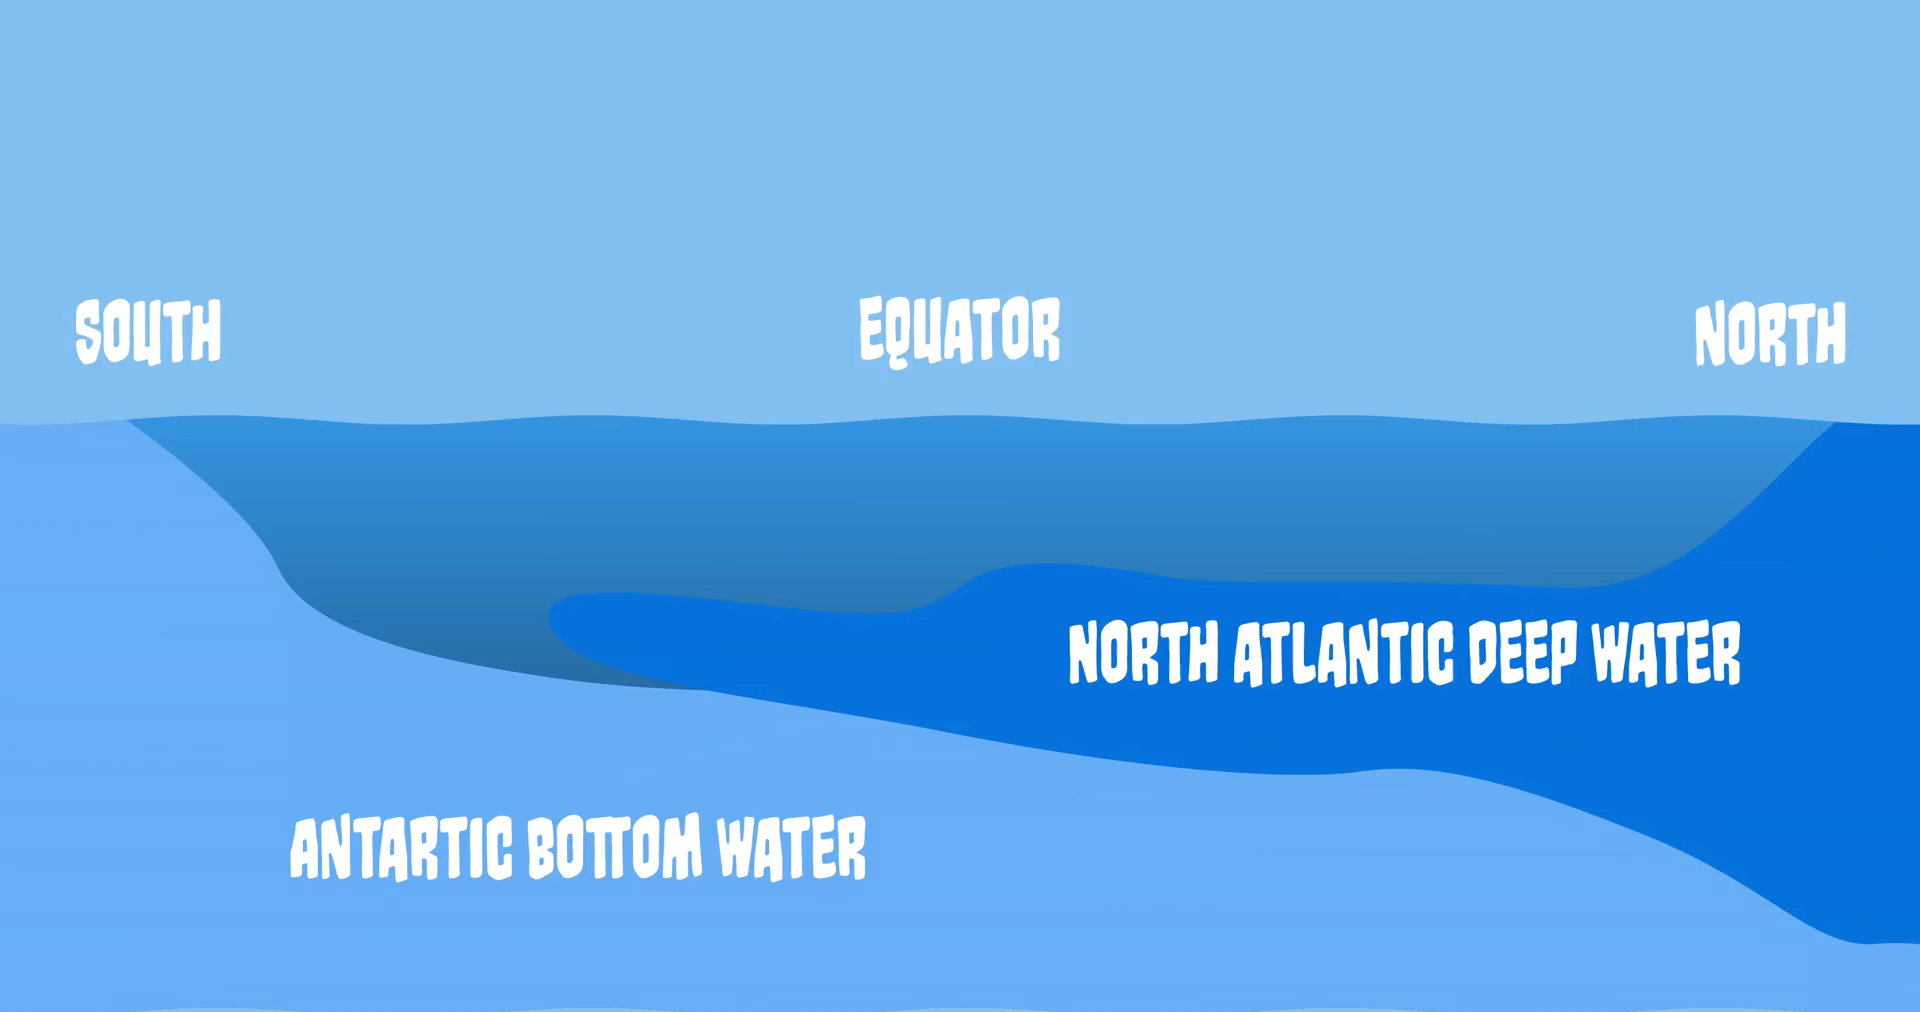 SOUTH
EQUATOR
NORTH
NORTH ATLANTIC DEEP WATER
ANTARTIC BOTTOM WATER